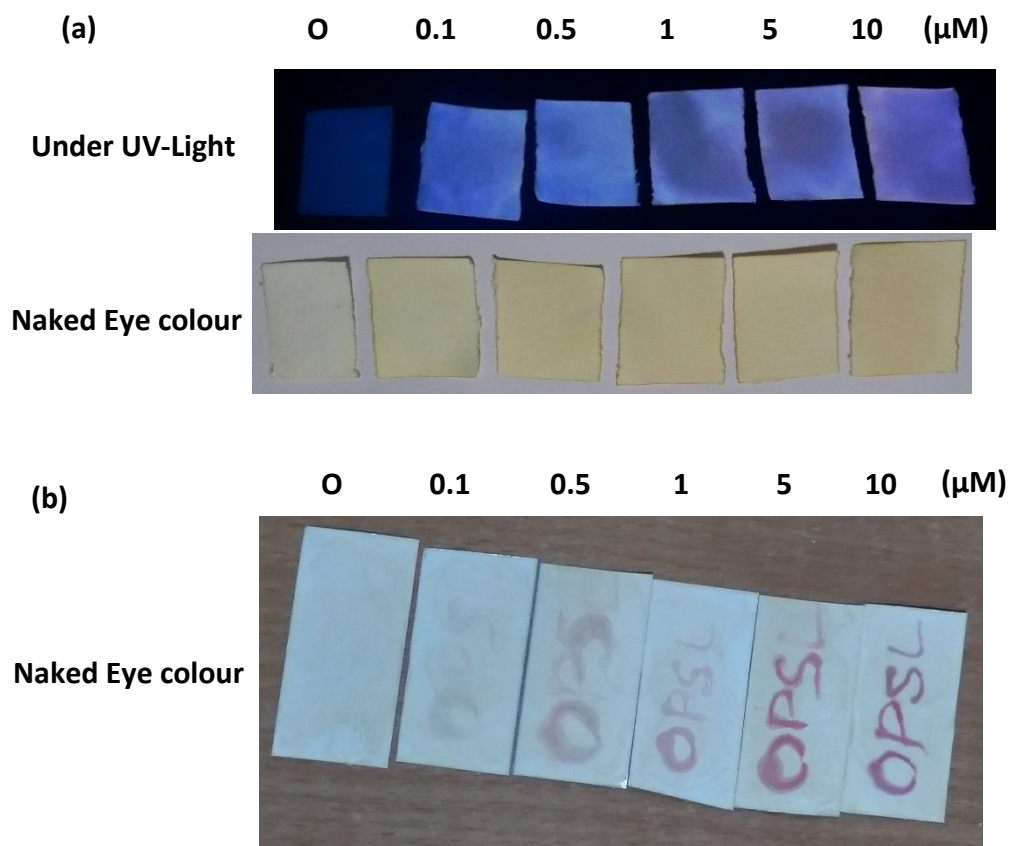 (a) O 0.1 0.5 1 5 10 (μM)
Under UV-Light
Naked Eye colour
(b) O 0.1 0.5 1 5 10 (μM)
Naked Eye colour
OPSL
OPSL
OPSL
OPSL
OPSL